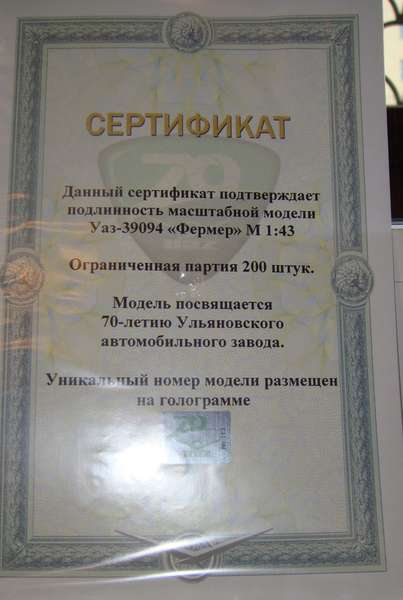 СЕРТИФИКАТ
Данный сертификат подтверждает
подлинность масштабной модели
Уаз-39094 «Фермер» М 1:43
Ограниченная партия 200 штук.
Модель посвящается
70-летию Ульяновского
автомобильного завода.
Уникальный номер модели размещен
на голограмме